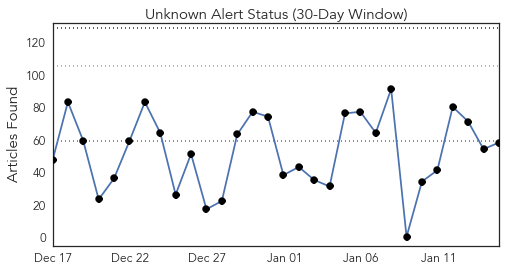 Unknown Alert Status (30-Day Window)
Articles Found
120
100
80
60
40
20
0
Dec 17
Dec 22
Dec 27
Jan 01
Jan 06
Jan 11